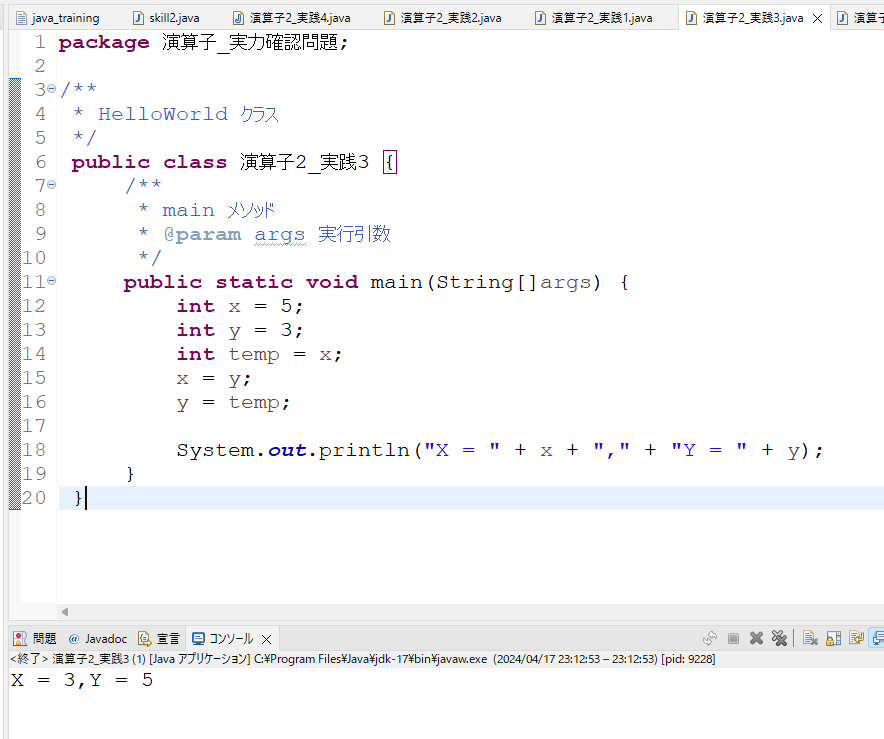 java_training skill2.java 演算子2_実践4.java 演算子2_実践2.java 演算子2_実践1.java 演算子2_実践3.java 演算子
1 package 演算子_実力確認問題;
2
3 /**
4 * HelloWorld クラス
5 */
6 public class 演算子2_実践3 {
7 /**
8 * main メソッド
9 * @param args 実行引数
10 */
11 public static void main(String[]args) {
12 int x = 5;
13 int y = 3;
14 int temp = x;
15 x = y;
16 y = temp;
17
18 System.out.println("X = " + x + "," + "Y = " + y);
19 }
20 }
問題 @ Javadoc 宣言 コンソール
<終了> 演算子2_実践3 (1) [Java アプリケーション] C:¥Program Files¥Java¥jdk-17¥bin¥javaw.exe (2024/04/17 23:12:53 – 23:12:53) [pid: 9228]
X = 3,Y = 5